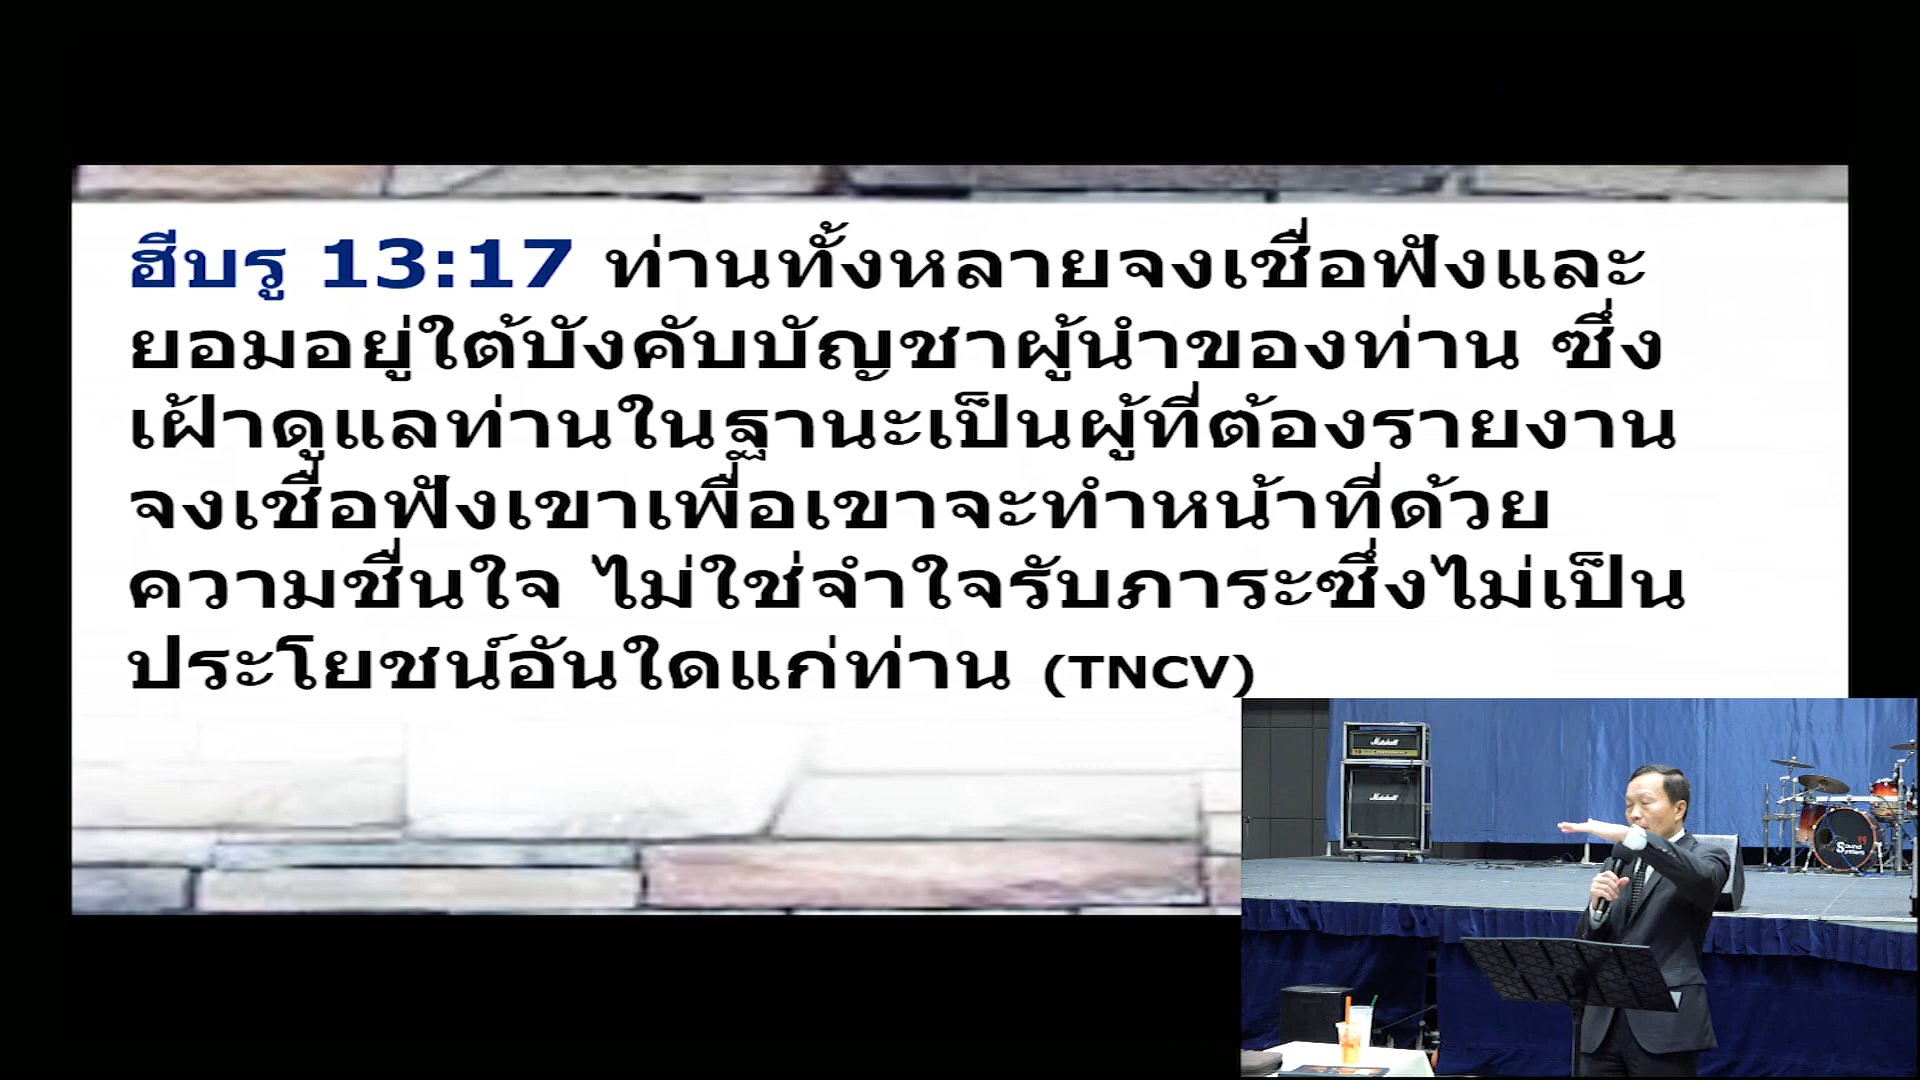 ฮีบรู 13:17 ท่านทั้งหลายจงเชื่อฟังและ
ยอมอยู่ใต้บังคับบัญชาผู้นำของท่าน ซึ่ง
เฝ้าดูแลท่านในฐานะเป็นผู้ที่ต้องรายงาน
จงเชื่อฟังเขาเพื่อเขาจะทำหน้าที่ด้วย
ความชื่นใจ ไม่ใช่จำใจรับภาระซึ่งไม่เป็น
ประโยชน์อันใดแก่ท่าน (TNCV)
Marshall
Marshall
Sound
System